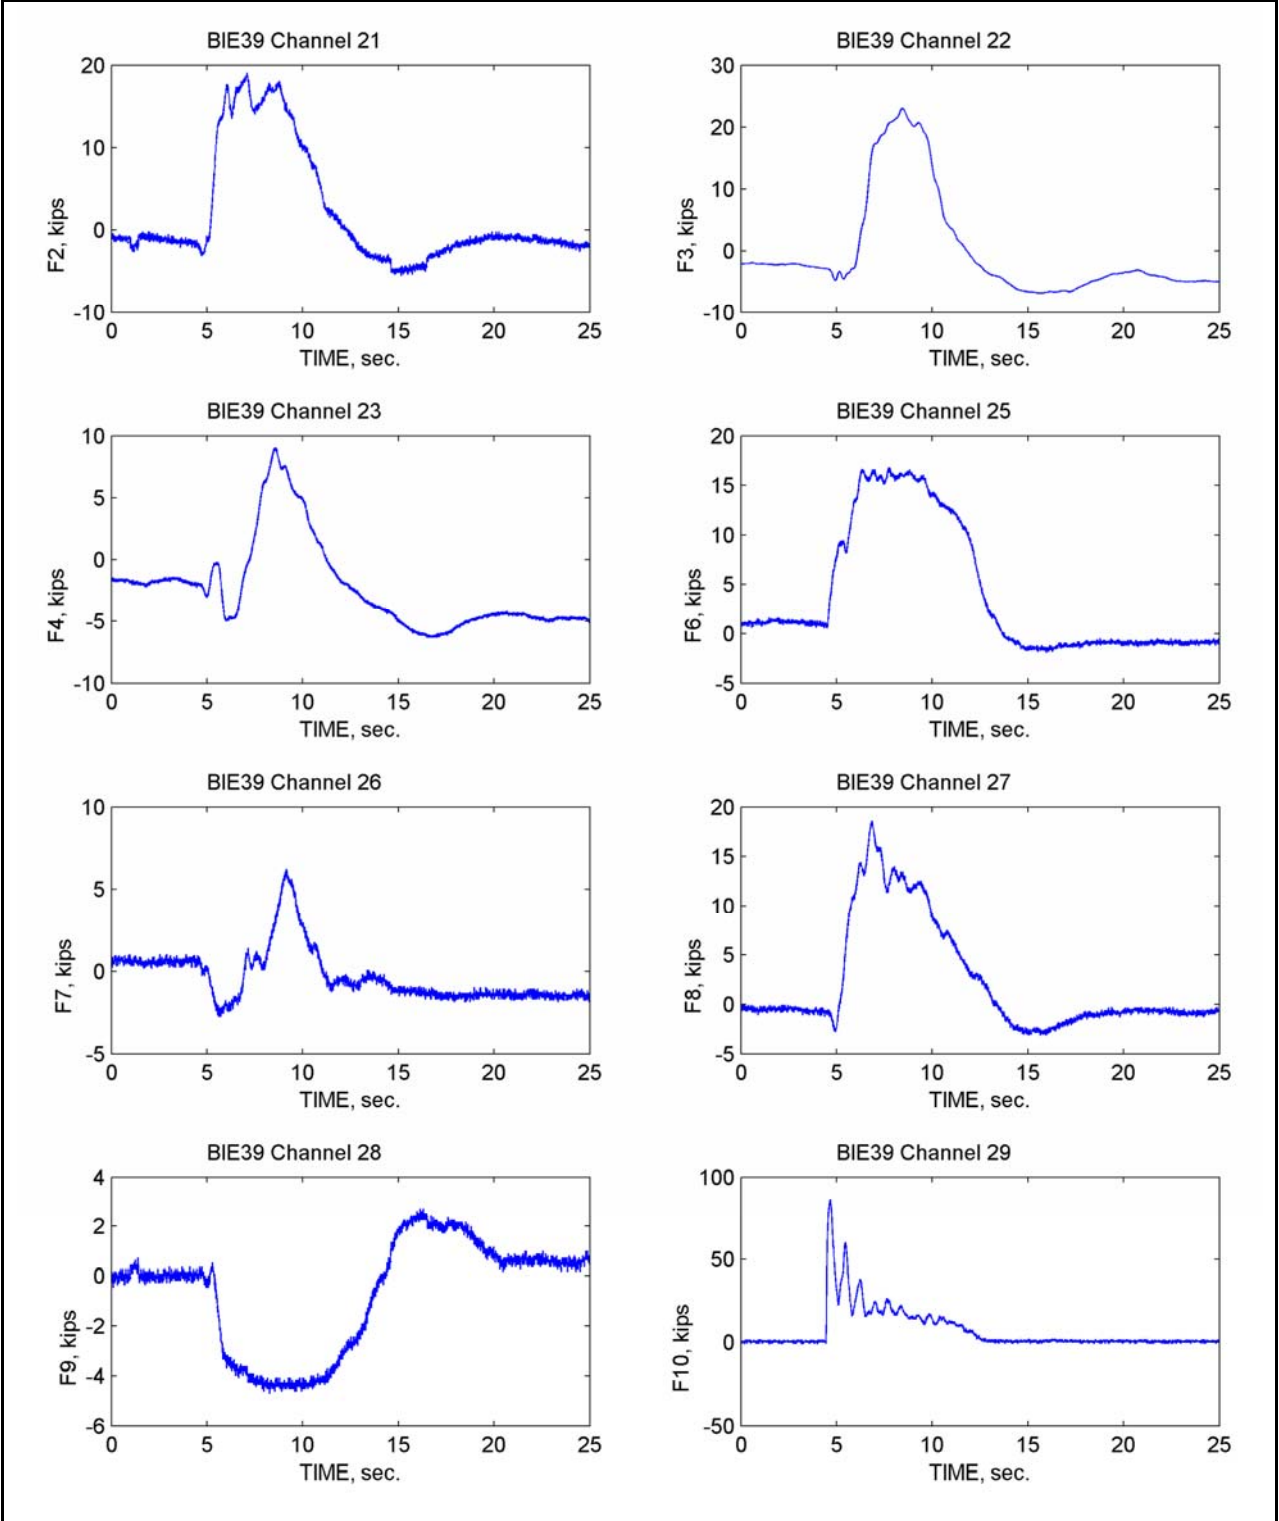 BIE39 Channel 21
20
10
0
-10
F2, kips
0 5 10 15 20 25
TIME, sec.
BIE39 Channel 22
30
20
10
0
-10
F3, kips
0 5 10 15 20 25
TIME, sec.
BIE39 Channel 23
10
5
0
-5
-10
F4, kips
0 5 10 15 20 25
TIME, sec.
BIE39 Channel 25
20
15
10
5
0
-5
F6, kips
0 5 10 15 20 25
TIME, sec.
BIE39 Channel 26
10
5
0
-5
F7, kips
0 5 10 15 20 25
TIME, sec.
BIE39 Channel 27
20
15
10
5
0
-5
F8, kips
0 5 10 15 20 25
TIME, sec.
BIE39 Channel 28
4
2
0
-2
-4
-6
F9, kips
0 5 10 15 20 25
TIME, sec.
BIE39 Channel 29
100
50
0
-50
F10, kips
0 5 10 15 20 25
TIME, sec.